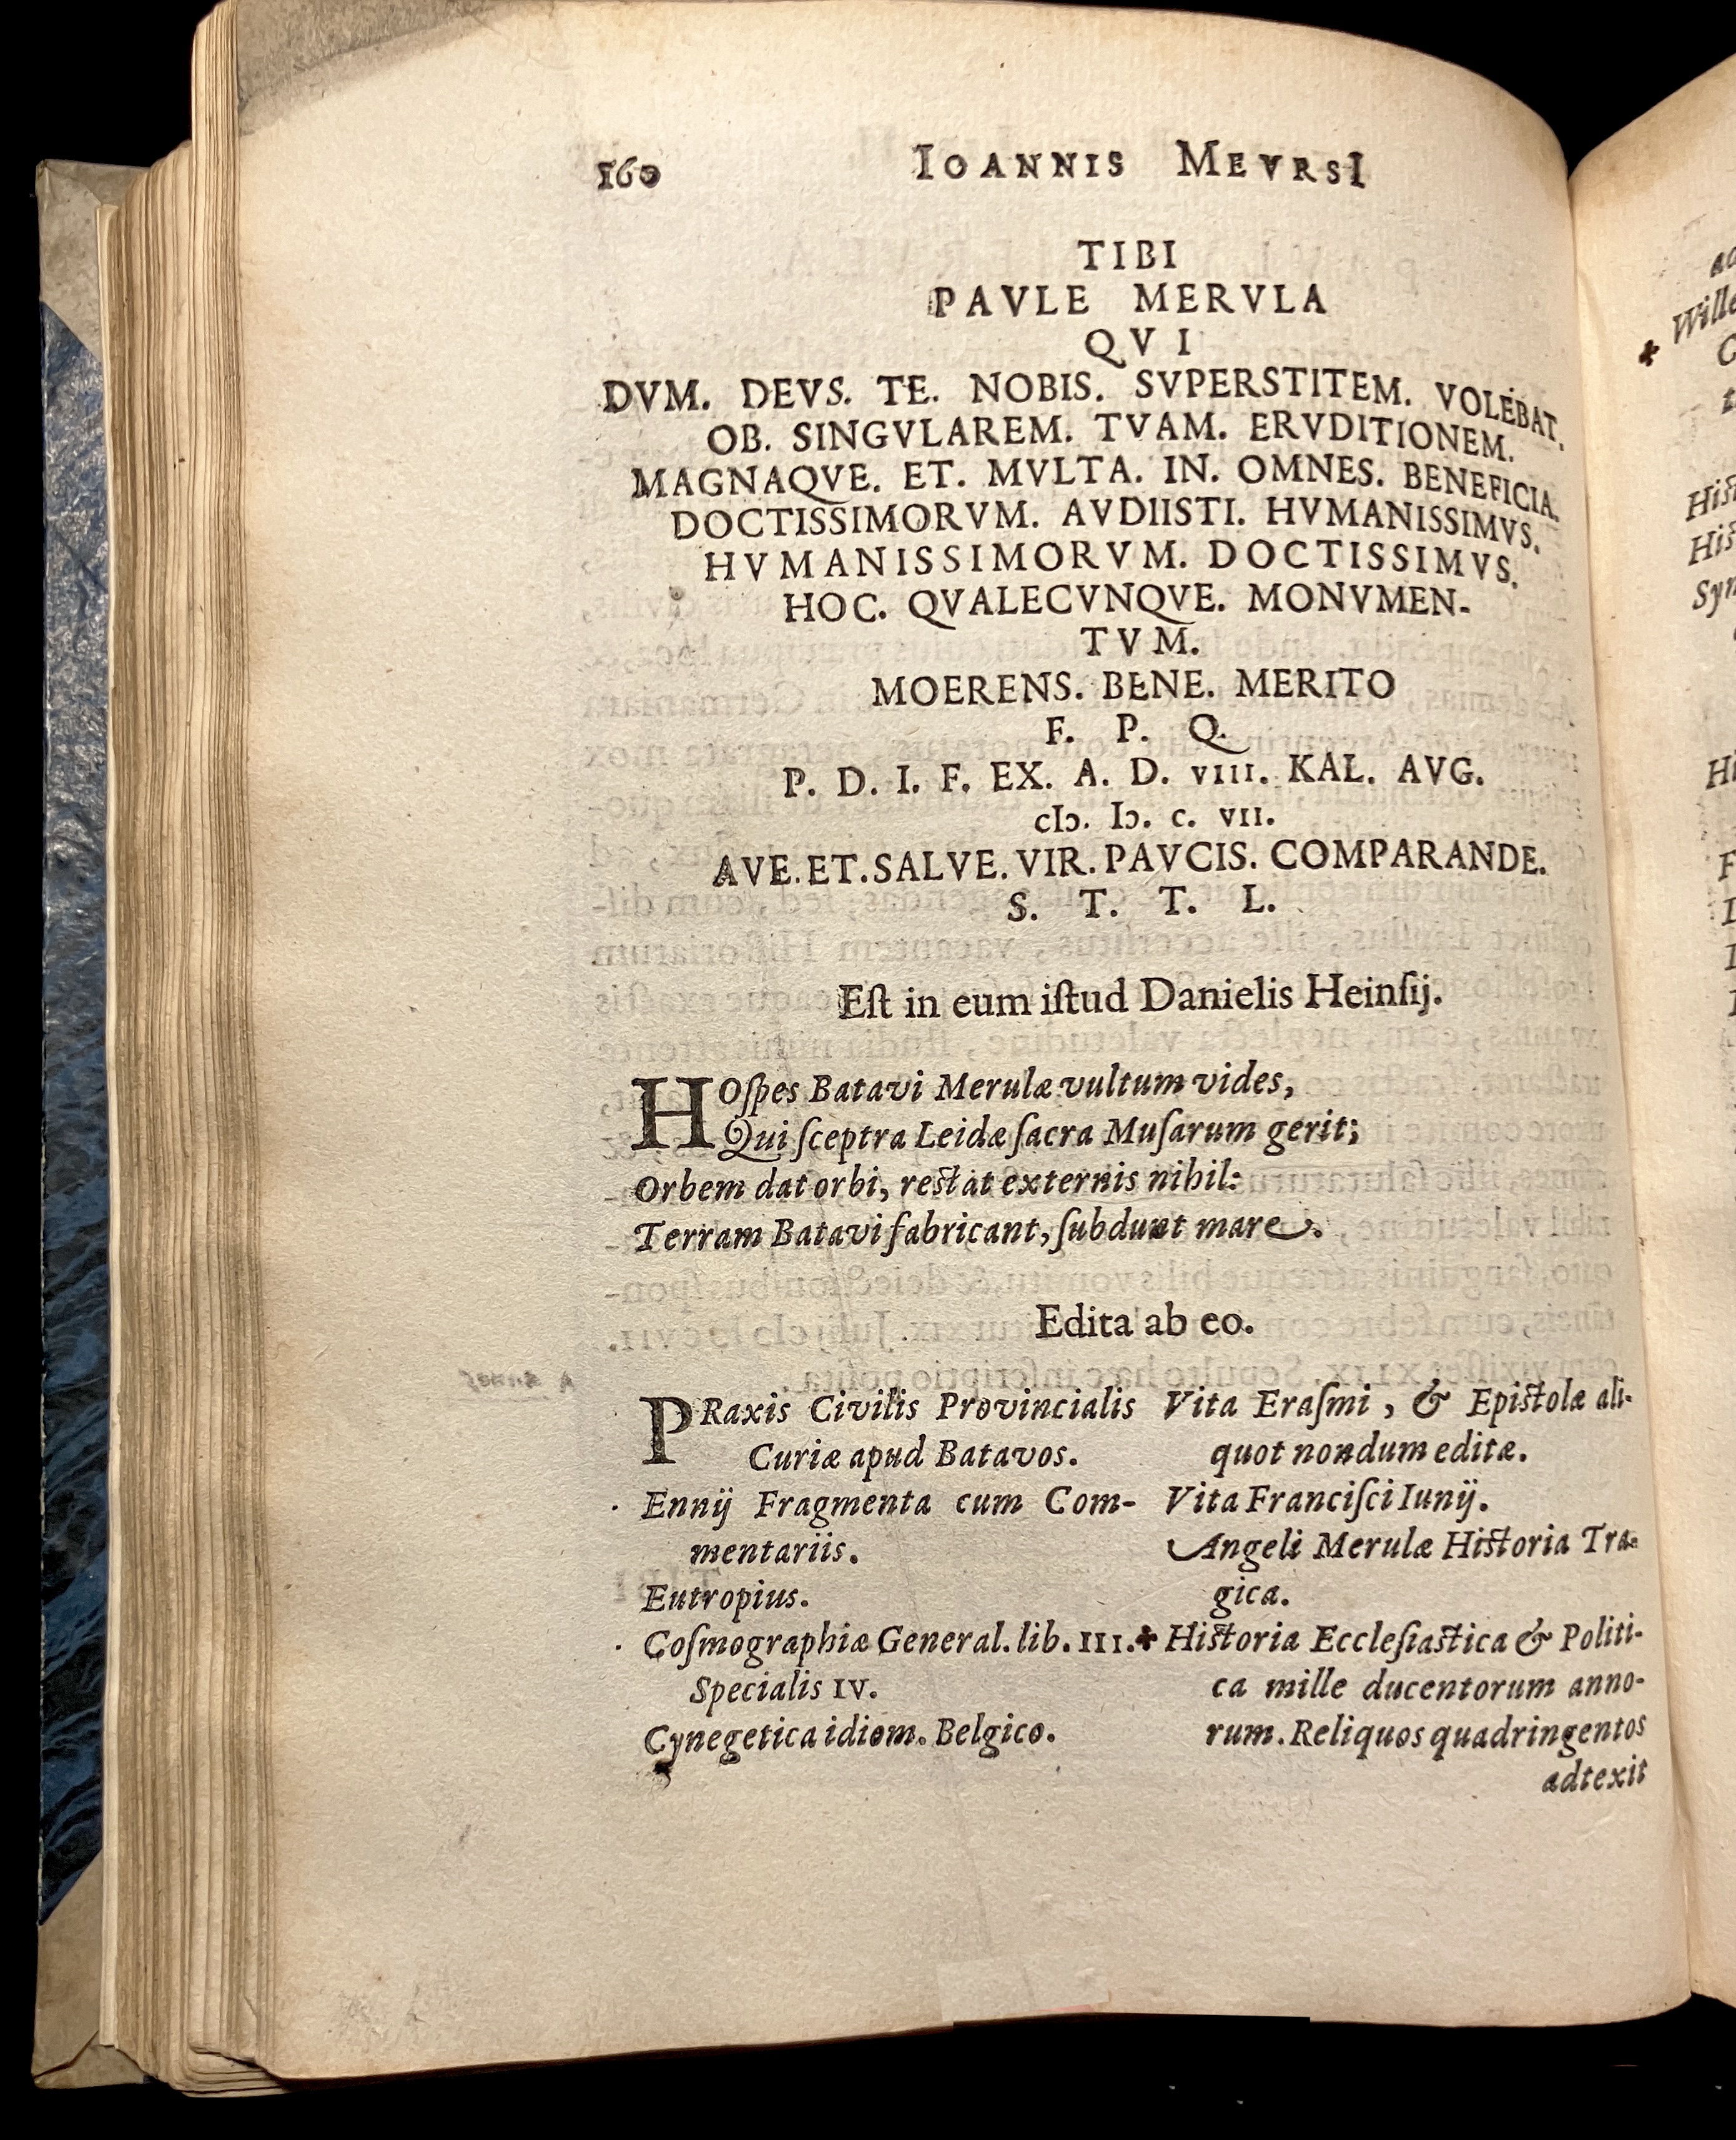 160 IOANNIS MEVRSI
TIBI
PAVLE MERVLA
QVI
DVM. DEVS. TE. NOBIS. SVPERSTITEM. VOLEBAT.
OB. SINGVLAREM. TVAM. ERVDITIONEM.
MAGNAQVE. ET. MVLTA. IN. OMNES. BENEFICIA.
DOCTISSIMORVM. AVDIISTI. HVMANISSIMVS.
HVMANISSIMORVM. DOCTISSIMVS.
HOC. QVALECVNQVE. MONVMEN-
TVM.
MOERENS. BENE. MERITO
F. P. Q.
P. D. I. F. EX. A. D. VIII. KAL. AVG.
cIɔ. Iɔ. c. VII.
AVE. ET. SALVE. VIR. PAVCIS. COMPARANDE.
S. T. T. L.
Eſt in eum iſtud Danielis Heinſij.
HOſpes Batavi Merulæ vultum vides,
Qui ſceptra Leidæ ſacra Muſarum gerit;
Orbem dat orbi, reſtat externis nihil:
Terram Batavi fabricant, ſubdunt mare.
Edita ab eo.
PRaxis Civilis Provincialis
Curiæ apud Batavos.
Ennij Fragmenta cum Com-
mentariis.
Eutropius.
Coſmographiæ General. lib. III.
Specialis IV.
Cynegetica idiom. Belgico.
Vita Eraſmi, & Epiſtolæ ali-
quot nondum editæ.
Vita Franciſci Iunij.
Angeli Merulæ Hiſtoria Tra-
gica.
Hiſtoria Eccleſiaſtica & Politi-
ca mille ducentorum anno-
rum. Reliquos quadringentos
adtexit